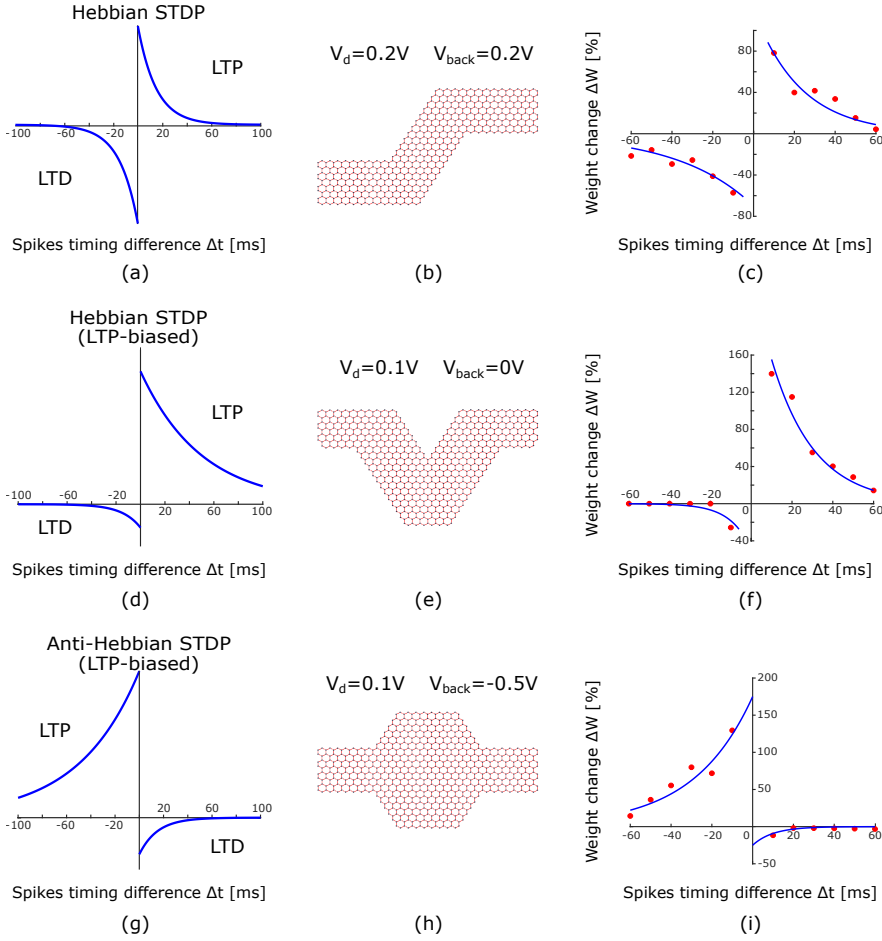 Hebbian STDP
LTP
-100 -60 -20 20 60 100
LTD
Spikes timing difference Δt [ms]
(a)
V_d=0.2V V_back=0.2V
(b)
Weight change ΔW [%]
80
40
-60 -40 -20 0 20 40 60
-40
-80
Spikes timing difference Δt [ms]
(c)
Hebbian STDP
(LTP-biased)
LTP
-100 -60 -20 20 60 100
LTD
Spikes timing difference Δt [ms]
(d)
V_d=0.1V V_back=0V
(e)
Weight change ΔW [%]
160
120
80
40
-60 -40 -20 0 20 40 60
-40
Spikes timing difference Δt [ms]
(f)
Anti-Hebbian STDP
(LTP-biased)
LTP
-100 -60 -20 20 60 100
LTD
Spikes timing difference Δt [ms]
(g)
V_d=0.1V V_back=-0.5V
(h)
Weight change ΔW [%]
200
150
100
50
-60 -40 -20 0 20 40 60
-50
Spikes timing difference Δt [ms]
(i)